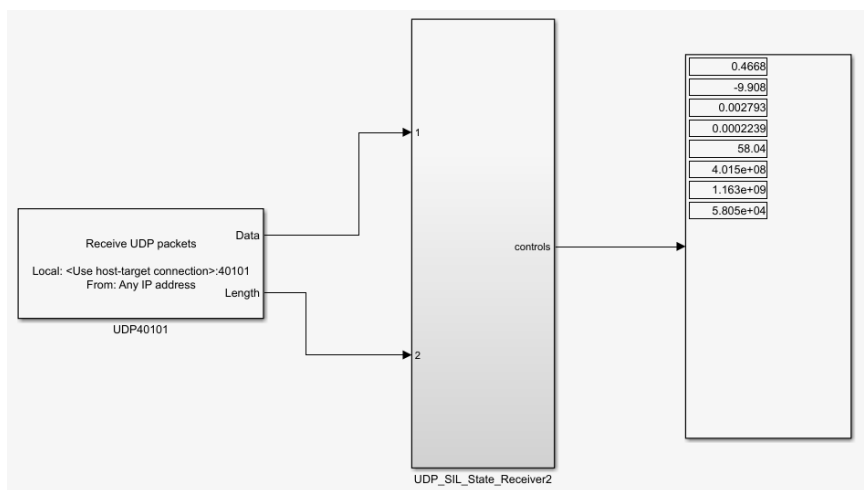 Receive UDP packets
Local: <Use host-target connection>:40101
From: Any IP address
Data
Length
UDP40101
1
2
controls
UDP_SIL_State_Receiver2
0.4668
-9.908
0.002793
0.0002239
58.04
4.015e+08
1.163e+09
5.805e+04